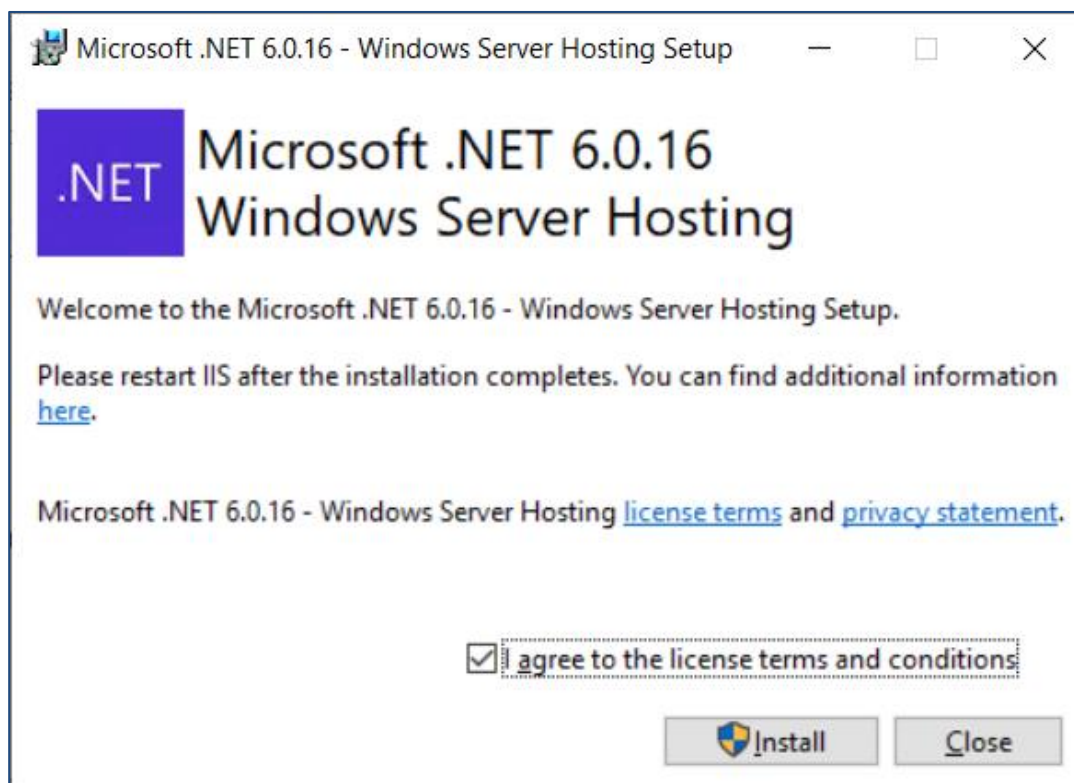 Microsoft .NET 6.0.16 - Windows Server Hosting Setup
.NET
Microsoft .NET 6.0.16
Windows Server Hosting
Welcome to the Microsoft .NET 6.0.16 - Windows Server Hosting Setup.
Please restart IIS after the installation completes. You can find additional information
here.
Microsoft .NET 6.0.16 - Windows Server Hosting license terms and privacy statement.
I agree to the license terms and conditions
Install
Close